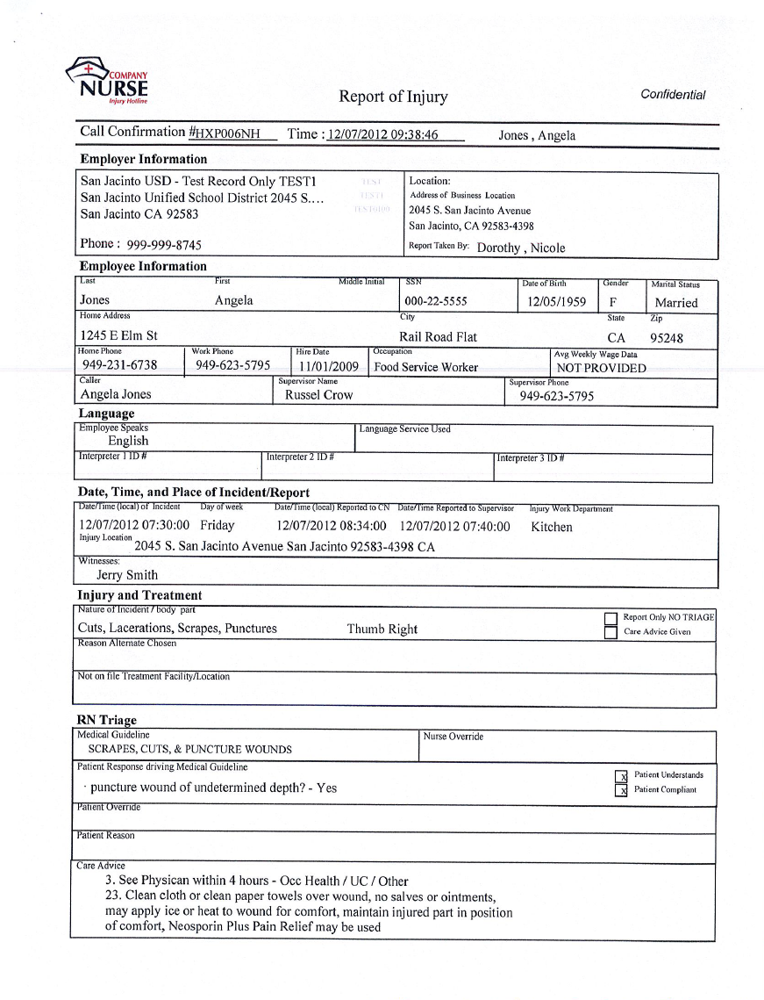 COMPANY
NURSE
Injury Hotline
Report of Injury
Confidential
Call Confirmation #HXP006NH Time : 12/07/2012 09:38:46 Jones , Angela
Employer Information
San Jacinto USD - Test Record Only TEST1 TEST
San Jacinto Unified School District 2045 S.... TEST1
San Jacinto CA 92583 TEST0100
Phone : 999-999-8745
Location:
Address of Business Location
2045 S. San Jacinto Avenue
San Jacinto, CA 92583-4398
Report Taken By: Dorothy , Nicole
Employee Information
Last First Middle Initial SSN Date of Birth Gender Marital Status
Jones Angela 000-22-5555 12/05/1959 F Married
Home Address City State Zip
1245 E Elm St Rail Road Flat CA 95248
Home Phone Work Phone Hire Date Occupation Avg Weekly Wage Data
949-231-6738 949-623-5795 11/01/2009 Food Service Worker NOT PROVIDED
Caller Supervisor Name Supervisor Phone
Angela Jones Russel Crow 949-623-5795
Language
Employee Speaks Language Service Used
English
Interpreter 1 ID # Interpreter 2 ID # Interpreter 3 ID #
Date, Time, and Place of Incident/Report
Date/Time (local) of Incident Day of week Date/Time (local) Reported to CN Date/Time Reported to Supervisor Injury Work Department
12/07/2012 07:30:00 Friday 12/07/2012 08:34:00 12/07/2012 07:40:00 Kitchen
Injury Location 2045 S. San Jacinto Avenue San Jacinto 92583-4398 CA
Witnesses:
Jerry Smith
Injury and Treatment
Nature of Incident / body part
Cuts, Lacerations, Scrapes, Punctures Thumb Right
Report Only NO TRIAGE
Care Advice Given
Reason Alternate Chosen
Not on file Treatment Facility/Location
RN Triage
Medical Guideline Nurse Override
SCRAPES, CUTS, & PUNCTURE WOUNDS
Patient Response driving Medical Guideline
· puncture wound of undetermined depth? - Yes
x Patient Understands
x Patient Compliant
Patient Override
Patient Reason
Care Advice
3. See Physican within 4 hours - Occ Health / UC / Other
23. Clean cloth or clean paper towels over wound, no salves or ointments,
may apply ice or heat to wound for comfort, maintain injured part in position
of comfort, Neosporin Plus Pain Relief may be used